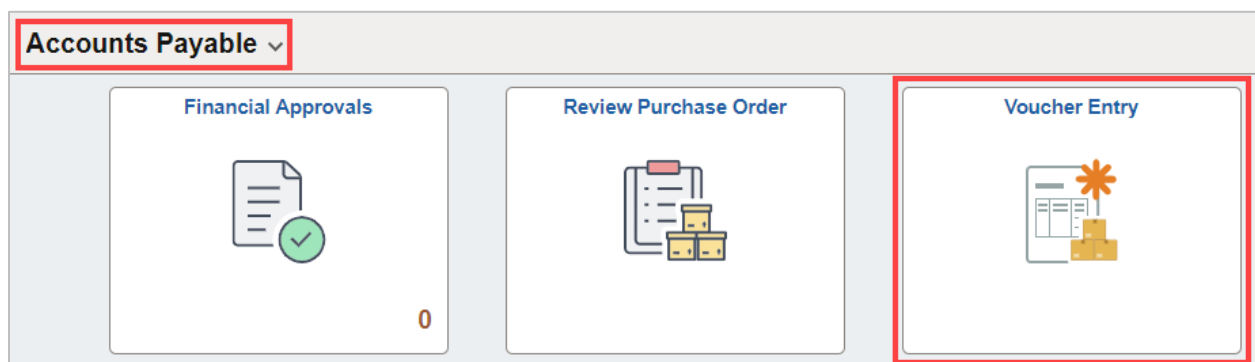 Accounts Payable
Financial Approvals
Review Purchase Order
Voucher Entry
0